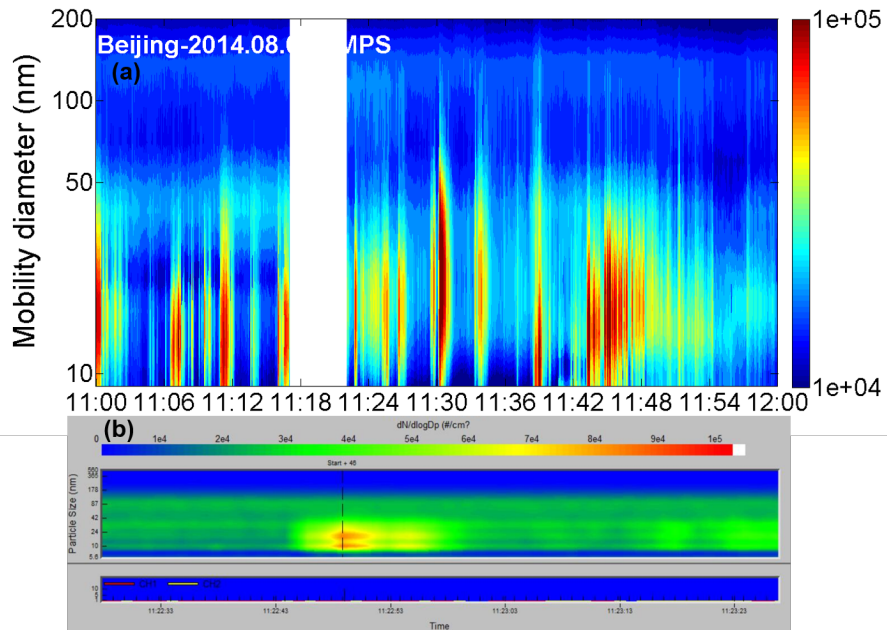 200
100
50
10
Mobility diameter (nm)
Beijing-2014.08.0 MPS
(a)
1e+05
1e+04
11:00 11:06 11:12 11:18 11:24 11:30 11:36 11:42 11:48 11:54 12:00
(b)
dN/dlogDp (#/cm?
0 1e4 2e4 3e4 4e4 5e4 6e4 7e4 8e4 9e4 1e5
Start + 46
Particle Size (nm)
178
87
42
24
10
5.6
10
CH1 CH2
11:22:33 11:22:43 11:22:53 11:23:03 11:23:13 11:23:23
Time